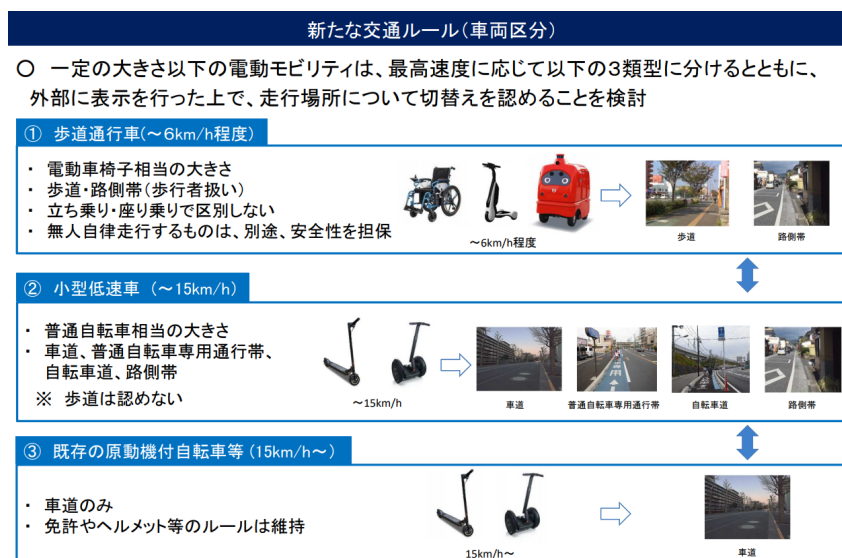 新たな交通ルール(車両区分)
〇 一定の大きさ以下の電動モビリティは、最高速度に応じて以下の3類型に分けるとともに、
外部に表示を行った上で、走行場所について切替えを認めることを検討
① 歩道通行車(~6km/h程度)
・ 電動車椅子相当の大きさ
・ 歩道・路側帯(歩行者扱い)
・ 立ち乗り・座り乗りで区別しない
・ 無人自律走行するものは、別途、安全性を担保
~6km/h程度
歩道
路側帯
② 小型低速車 (~15km/h)
・ 普通自転車相当の大きさ
・ 車道、普通自転車専用通行帯、
自転車道、路側帯
※ 歩道は認めない
~15km/h
車道
普通自転車専用通行帯
自転車道
路側帯
③ 既存の原動機付自転車等 (15km/h~)
・ 車道のみ
・ 免許やヘルメット等のルールは維持
15km/h~
車道